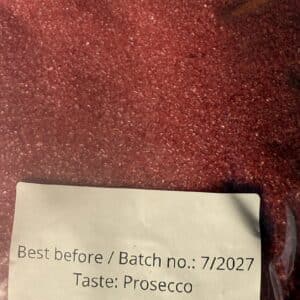 Best before / Batch no.: 7/2027
Taste: Prosecco